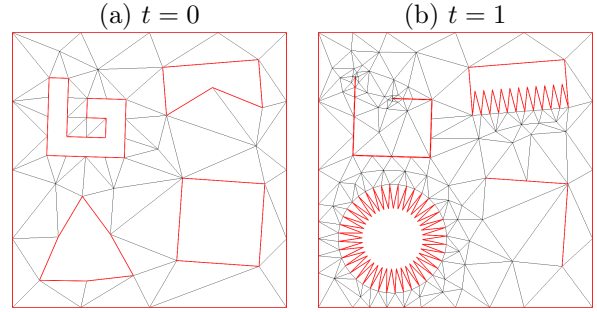 (a) t = 0
(b) t = 1